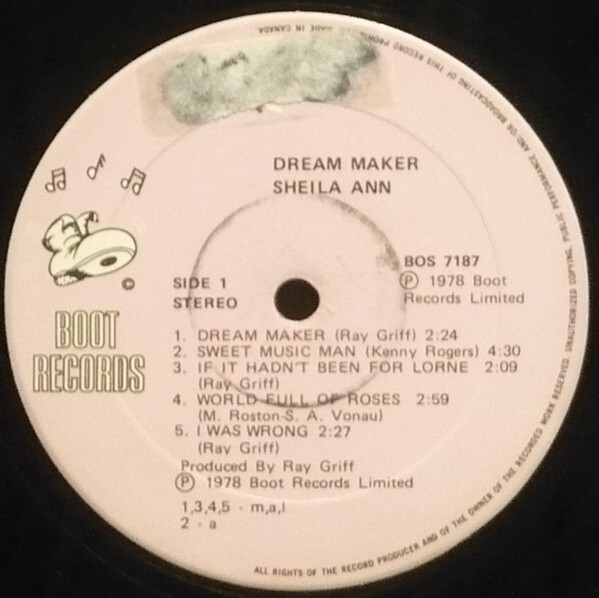 DREAM MAKER
SHEILA ANN
BOS 7187
SIDE 1
STEREO
Ⓟ 1978 Boot
Records Limited
©
BOOT
RECORDS
1. DREAM MAKER (Ray Griff) 2:24
2. SWEET MUSIC MAN (Kenny Rogers) 4:30
3. IF IT HADN'T BEEN FOR LORNE 2:09
(Ray Griff)
4. WORLD FULL OF ROSES 2:59
(M. Roston-S. A. Vonau)
5. I WAS WRONG 2:27
(Ray Griff)
Produced By Ray Griff
Ⓟ 1978 Boot Records Limited
1,3,4,5 - m,a,l
2 - a
ALL RIGHTS OF THE RECORD PRODUCER AND OF THE OWNER OF THE RECORDED WORK RESERVED. UNAUTHORIZED COPYING, PUBLIC PERFORMANCE AND/OR BROADCASTING OF THIS RECORD PROHIBITED. MADE IN CANADA.